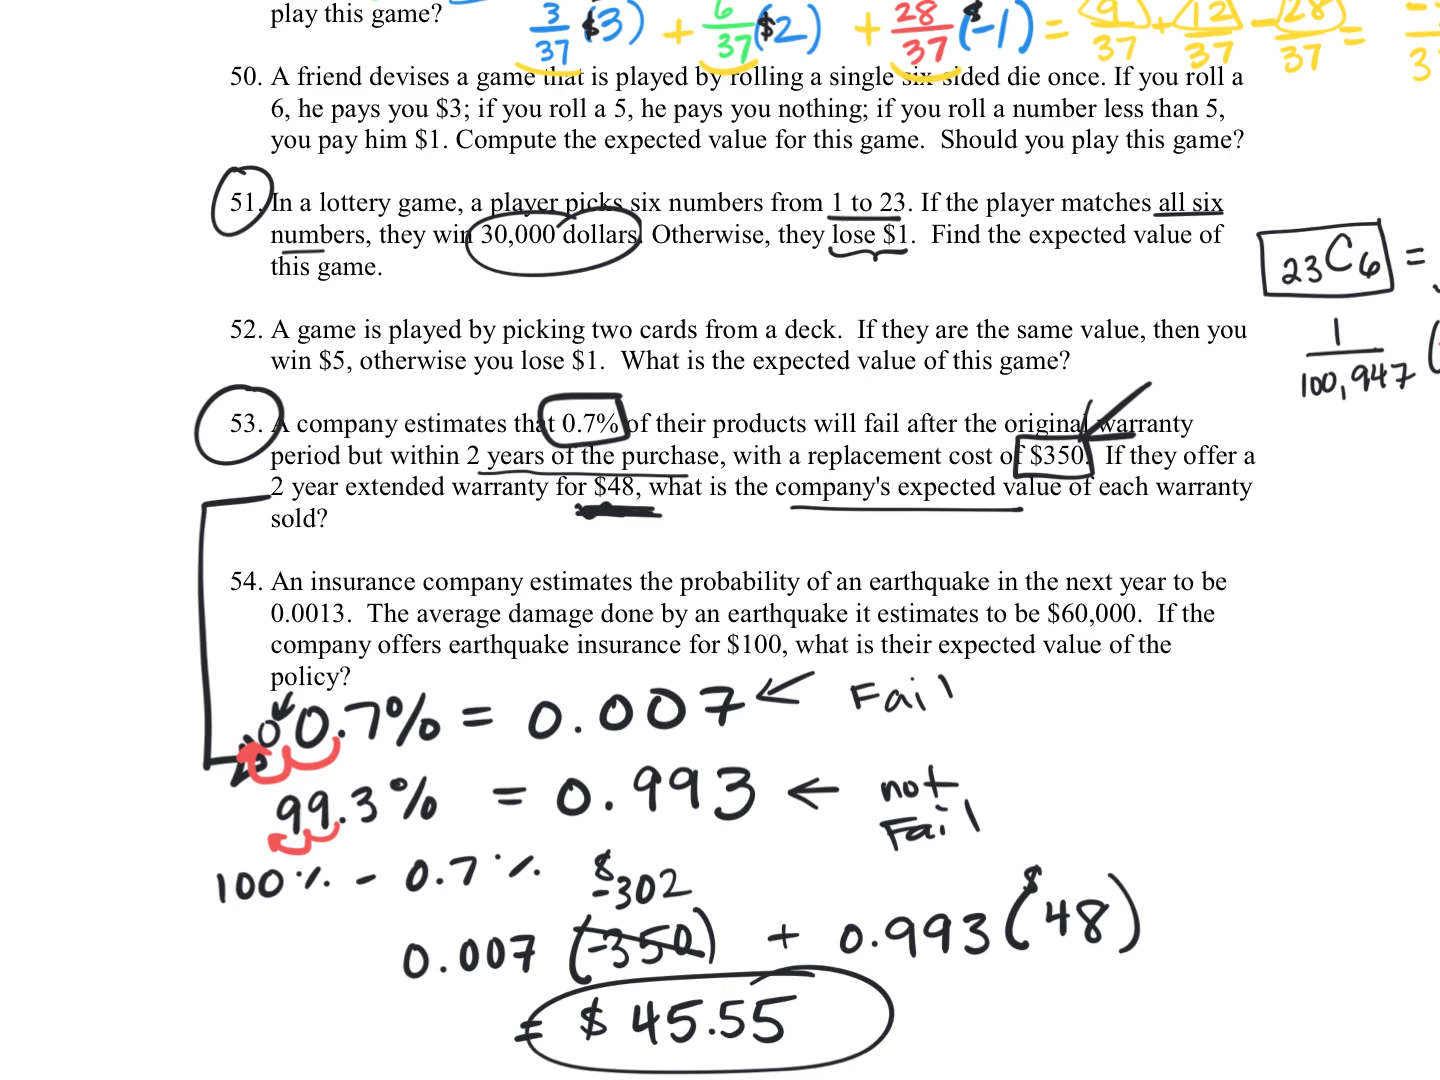 play this game?
3/37 ($3) + 6/37 ($2) + 28/37 ($-1) = 9/37 + 12/37 - 28/37 =
50. A friend devises a game that is played by rolling a single six-sided die once. If you roll a
6, he pays you $3; if you roll a 5, he pays you nothing; if you roll a number less than 5,
you pay him $1. Compute the expected value for this game. Should you play this game?
51. In a lottery game, a player picks six numbers from 1 to 23. If the player matches all six
numbers, they win 30,000 dollars. Otherwise, they lose $1. Find the expected value of
this game.
23C6 =
1/100,947 (
52. A game is played by picking two cards from a deck. If they are the same value, then you
win $5, otherwise you lose $1. What is the expected value of this game?
53. A company estimates that 0.7% of their products will fail after the original warranty
period but within 2 years of the purchase, with a replacement cost of $350. If they offer a
2 year extended warranty for $48, what is the company's expected value of each warranty
sold?
54. An insurance company estimates the probability of an earthquake in the next year to be
0.0013. The average damage done by an earthquake it estimates to be $60,000. If the
company offers earthquake insurance for $100, what is their expected value of the
policy?
00.7% = 0.007 ← Fail
99.3% = 0.993 ← not Fail
100% - 0.7%
$-302
0.007 (-350) + 0.993 ($48)
= $45.55